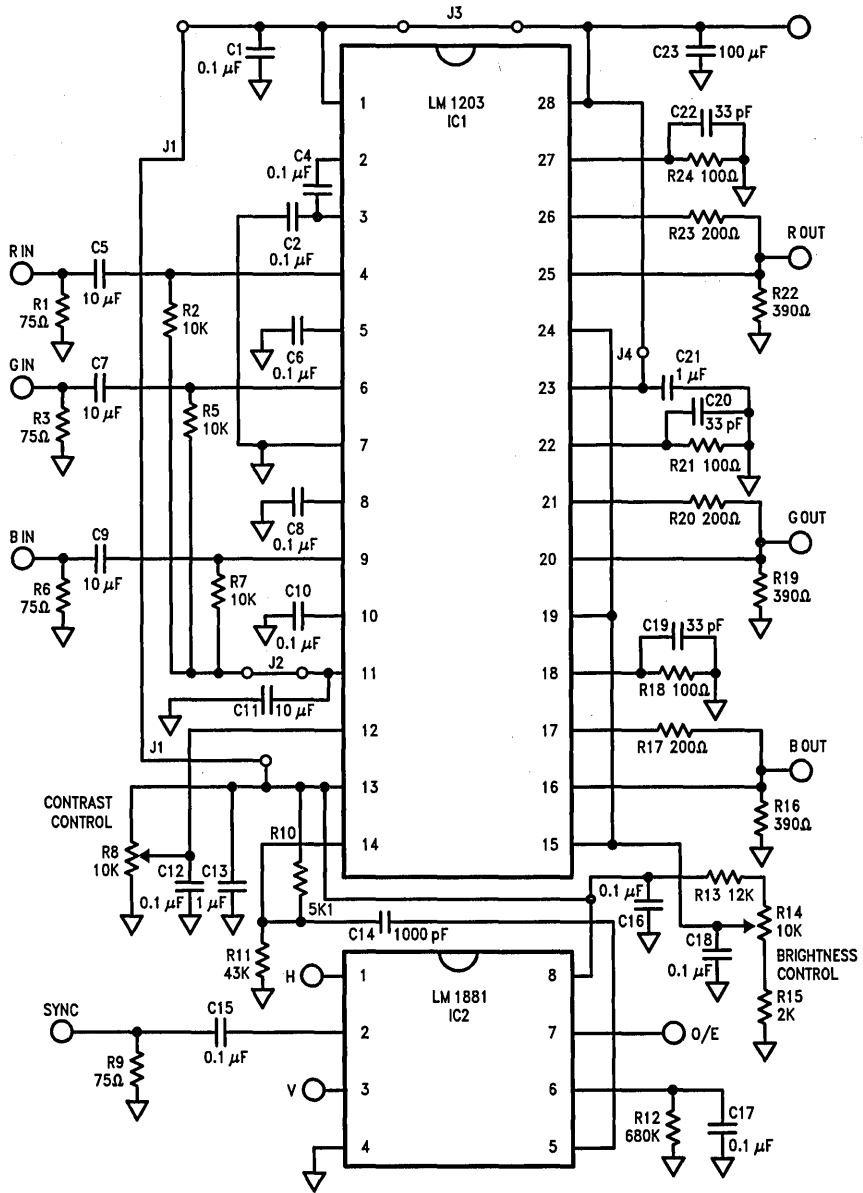 J3
C1
0.1 μF
C23
100 μF
LM 1203
IC1
1
28
C22
33 pF
J1
C4
0.1 μF
2
27
R24 100Ω
3
26
C2
0.1 μF
R23 200Ω
R IN
C5
10 μF
R OUT
4
25
R1
75Ω
R2
10K
R22
390Ω
5
24
C6
0.1 μF
J4
C21
1 μF
G IN
C7
10 μF
6
23
C20
33 pF
R3
75Ω
R5
10K
7
22
R21 100Ω
8
21
C8
0.1 μF
R20 200Ω
B IN
C9
10 μF
G OUT
9
20
R6
75Ω
R7
10K
R19
390Ω
C10
0.1 μF
10
19
C19
33 pF
J2
11
18
R18 100Ω
C11
10 μF
12
17
R17 200Ω
J1
B OUT
13
16
CONTRAST
CONTROL
R16
390Ω
R8
10K
R10
5K1
14
15
C12
0.1 μF
C13
1 μF
0.1 μF
C16
R13 12K
R14
10K
C14
1000 pF
C18
0.1 μF
BRIGHTNESS
CONTROL
R11
43K
H
1
8
LM 1881
IC2
R15
2K
SYNC
C15
0.1 μF
2
7
O/E
R9
75Ω
V
3
6
R12
680K
C17
0.1 μF
4
5